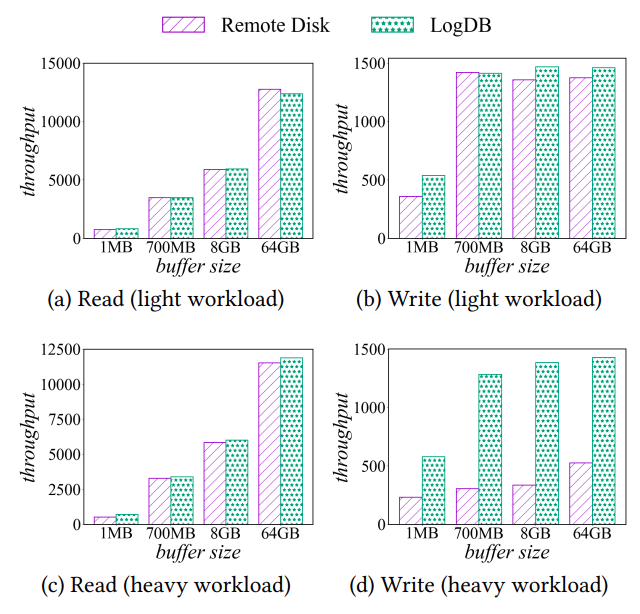 Remote Disk LogDB
15000
10000
5000
0
throughput
1MB 700MB 8GB 64GB
buffer size
(a) Read (light workload)
1500
1000
500
0
throughput
1MB 700MB 8GB 64GB
buffer size
(b) Write (light workload)
12500
10000
7500
5000
2500
0
throughput
1MB 700MB 8GB 64GB
buffer size
(c) Read (heavy workload)
1500
1000
500
0
throughput
1MB 700MB 8GB 64GB
buffer size
(d) Write (heavy workload)